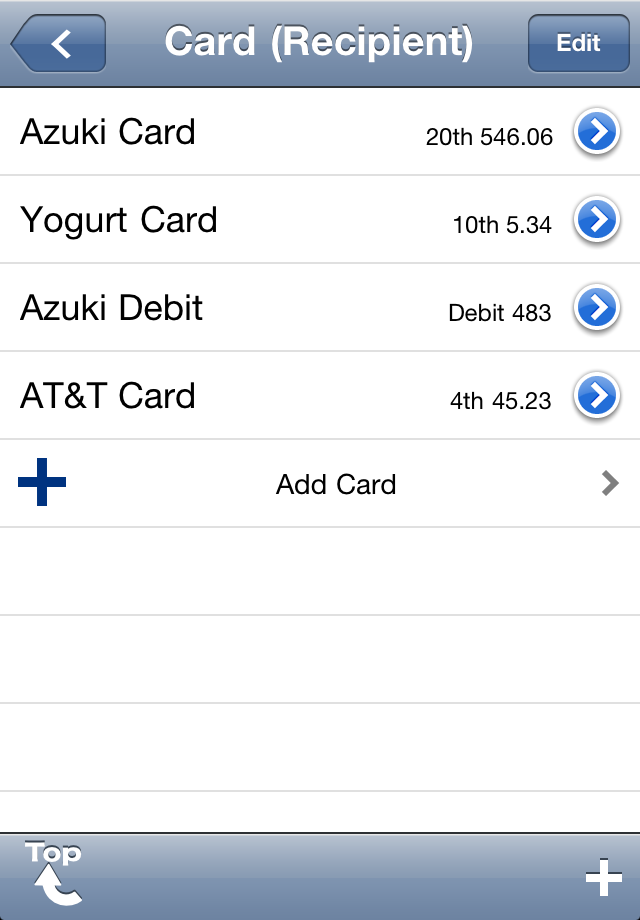 Card (Recipient)
Edit
Azuki Card 20th 546.06
Yogurt Card 10th 5.34
Azuki Debit Debit 483
AT&T Card 4th 45.23
Add Card
Top